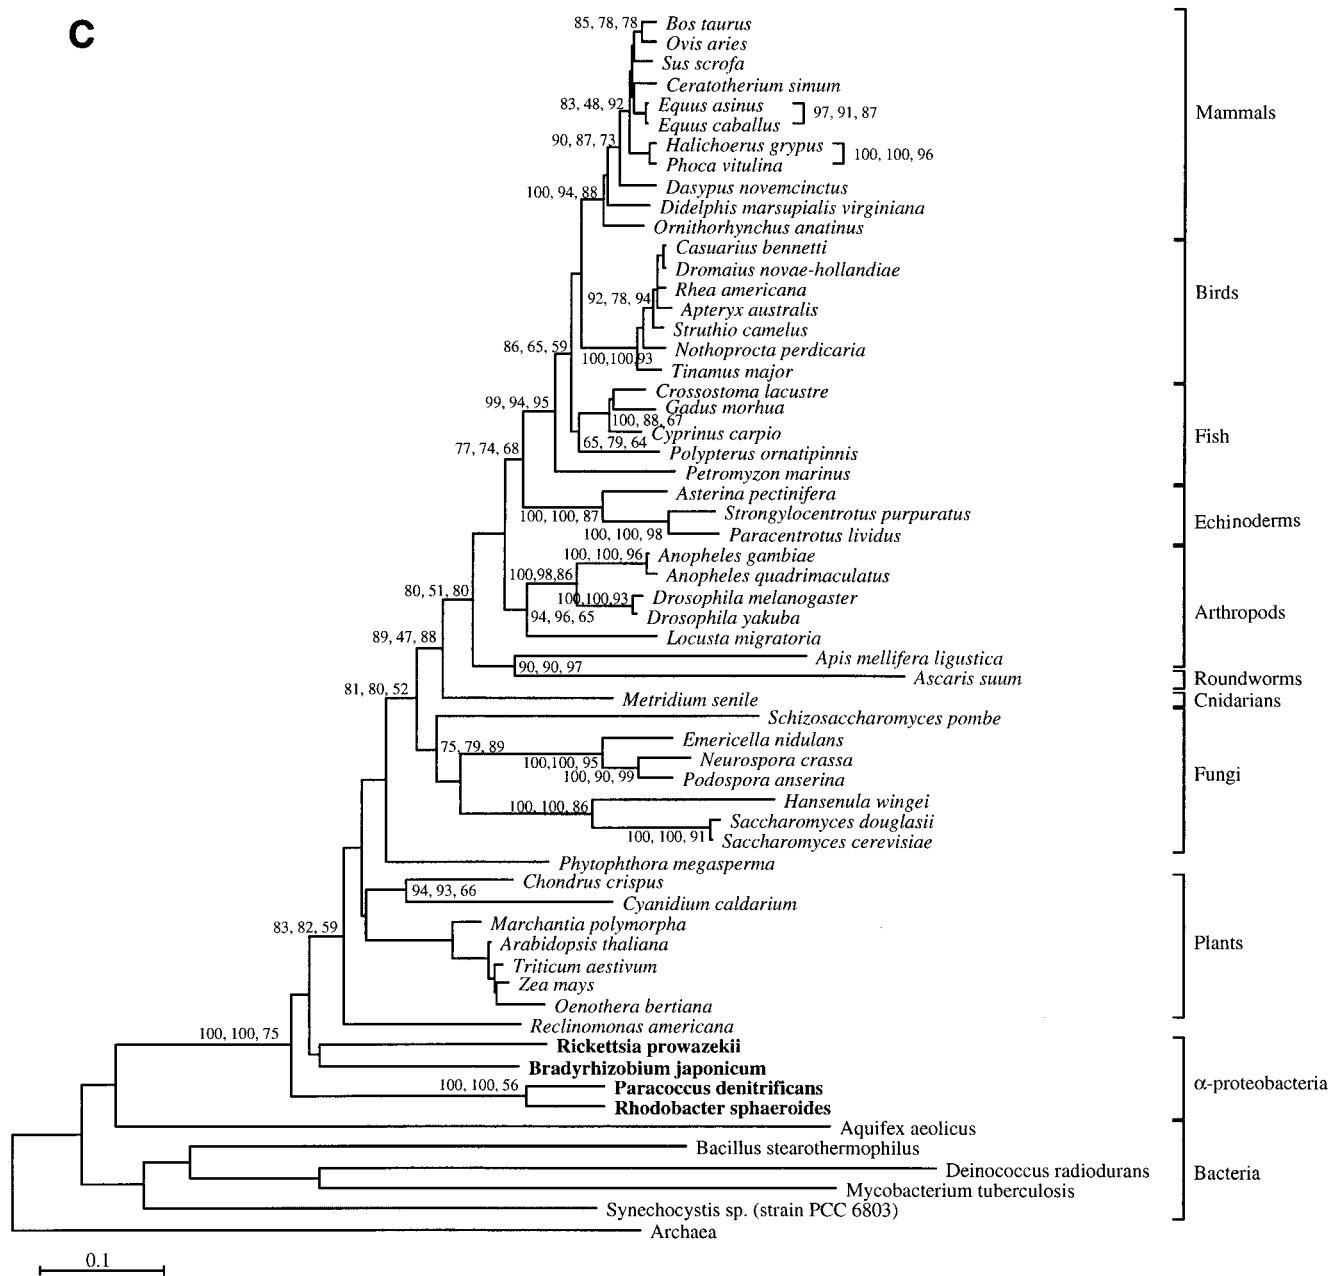 C
85, 78, 78 Bos taurus
Ovis aries
Sus scrofa
Ceratotherium simum
83, 48, 92 Equus asinus 97, 91, 87
Equus caballus
Mammals
90, 87, 73 Halichoerus grypus 100, 100, 96
Phoca vitulina
Dasypus novemcinctus
100, 94, 88
Didelphis marsupialis virginiana
Ornithorhynchus anatinus
Casuarius bennetti
Dromaius novae-hollandiae
Rhea americana Birds
92, 78, 94
Apteryx australis
Struthio camelus
86, 65, 59 Nothoprocta perdicaria
100,100,93
Tinamus major
Crossostoma lacustre
99, 94, 95 Gadus morhua
100, 88, 67
Cyprinus carpio Fish
77, 74, 68 65, 79, 64
Polypterus ornatipinnis
Petromyzon marinus
Asterina pectinifera
100, 100, 87 Strongylocentrotus purpuratus
Echinoderms
100, 100, 98 Paracentrotus lividus
100, 100, 96 Anopheles gambiae
100,98,86 Anopheles quadrimaculatus
80, 51, 80 100,100,93 Drosophila melanogaster
94, 96, 65 Drosophila yakuba Arthropods
89, 47, 88 Locusta migratoria
Apis mellifera ligustica
90, 90, 97
Ascaris suum Roundworms
81, 80, 52 Metridium senile Cnidarians
Schizosaccharomyces pombe
75, 79, 89 Emericella nidulans
100,100, 95 Neurospora crassa
100, 90, 99 Podospora anserina Fungi
100, 100, 86 Hansenula wingei
Saccharomyces douglasii
100, 100, 91 Saccharomyces cerevisiae
Phytophthora megasperma
Chondrus crispus
94, 93, 66
Cyanidium caldarium
83, 82, 59 Marchantia polymorpha
Arabidopsis thaliana Plants
Triticum aestivum
Zea mays
Oenothera bertiana
Reclinomonas americana
100, 100, 75
Rickettsia prowazekii
Bradyrhizobium japonicum
100, 100, 56 Paracoccus denitrificans α-proteobacteria
Rhodobacter sphaeroides
Aquifex aeolicus
Bacillus stearothermophilus
Deinococcus radiodurans Bacteria
Mycobacterium tuberculosis
Synechocystis sp. (strain PCC 6803)
Archaea
0.1